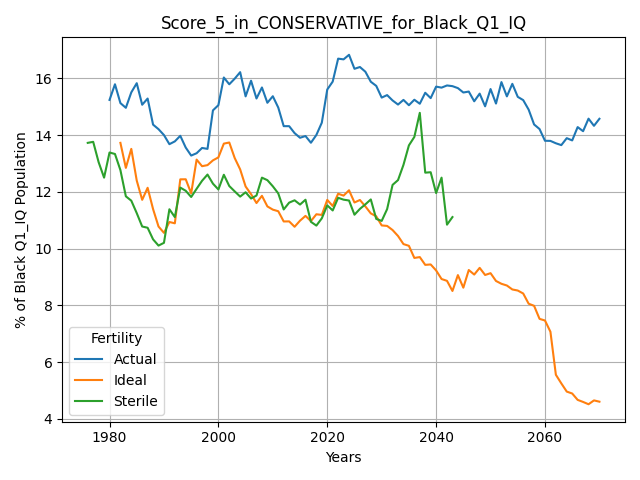 Score_5_in_CONSERVATIVE_for_Black_Q1_IQ
% of Black Q1_IQ Population
16
14
12
10
8
6
4
Fertility
Actual
Ideal
Sterile
1980
2000
2020
2040
2060
Years